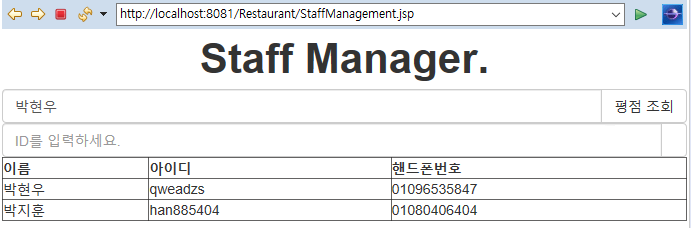 http://localhost:8081/Restaurant/StaffManagement.jsp
Staff Manager.
박현우 평점 조회
ID를 입력하세요.
이름 아이디 핸드폰번호
박현우 qweadzs 01096535847
박지훈 han885404 01080406404